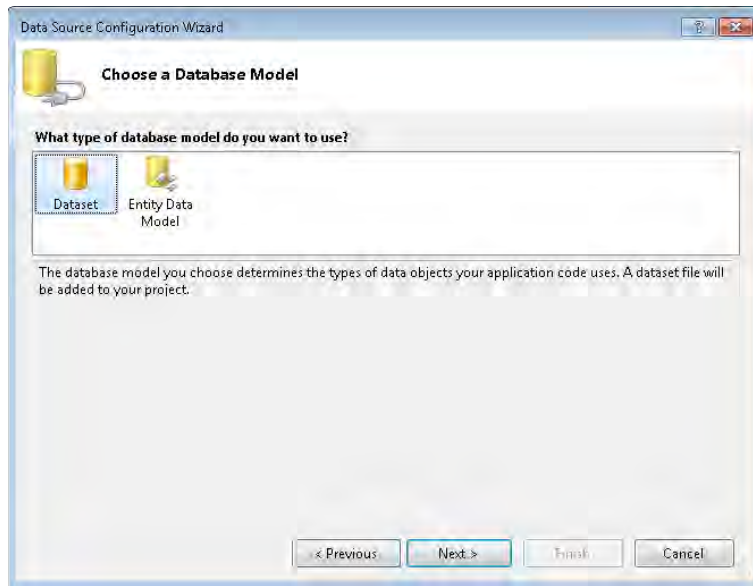 Data Source Configuration Wizard
Choose a Database Model
What type of database model do you want to use?
Dataset
Entity Data
Model
The database model you choose determines the types of data objects your application code uses. A dataset file will
be added to your project.
< Previous
Next >
Finish
Cancel